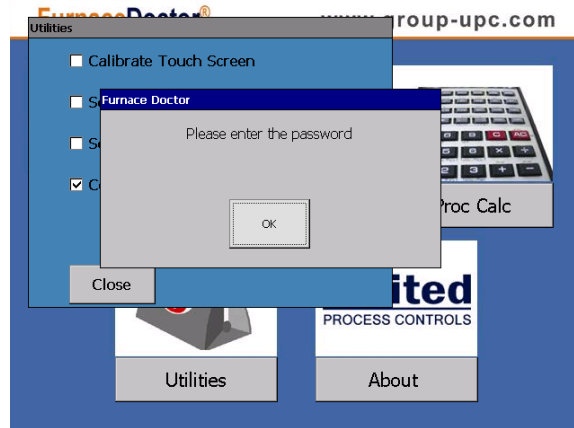 www.group-upc.com
Utilities
Calibrate Touch Screen
Furnace Doctor
Please enter the password
OK
Proc Calc
Close
PROCESS CONTROLS
Utilities
About